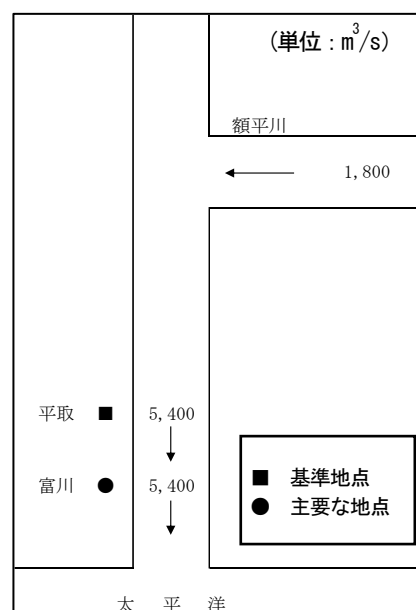 (単位：m³/s)
額平川
← 1,800
平取 ■ 5,400
富川 ● 5,400
■ 基準地点
● 主要な地点
太平洋